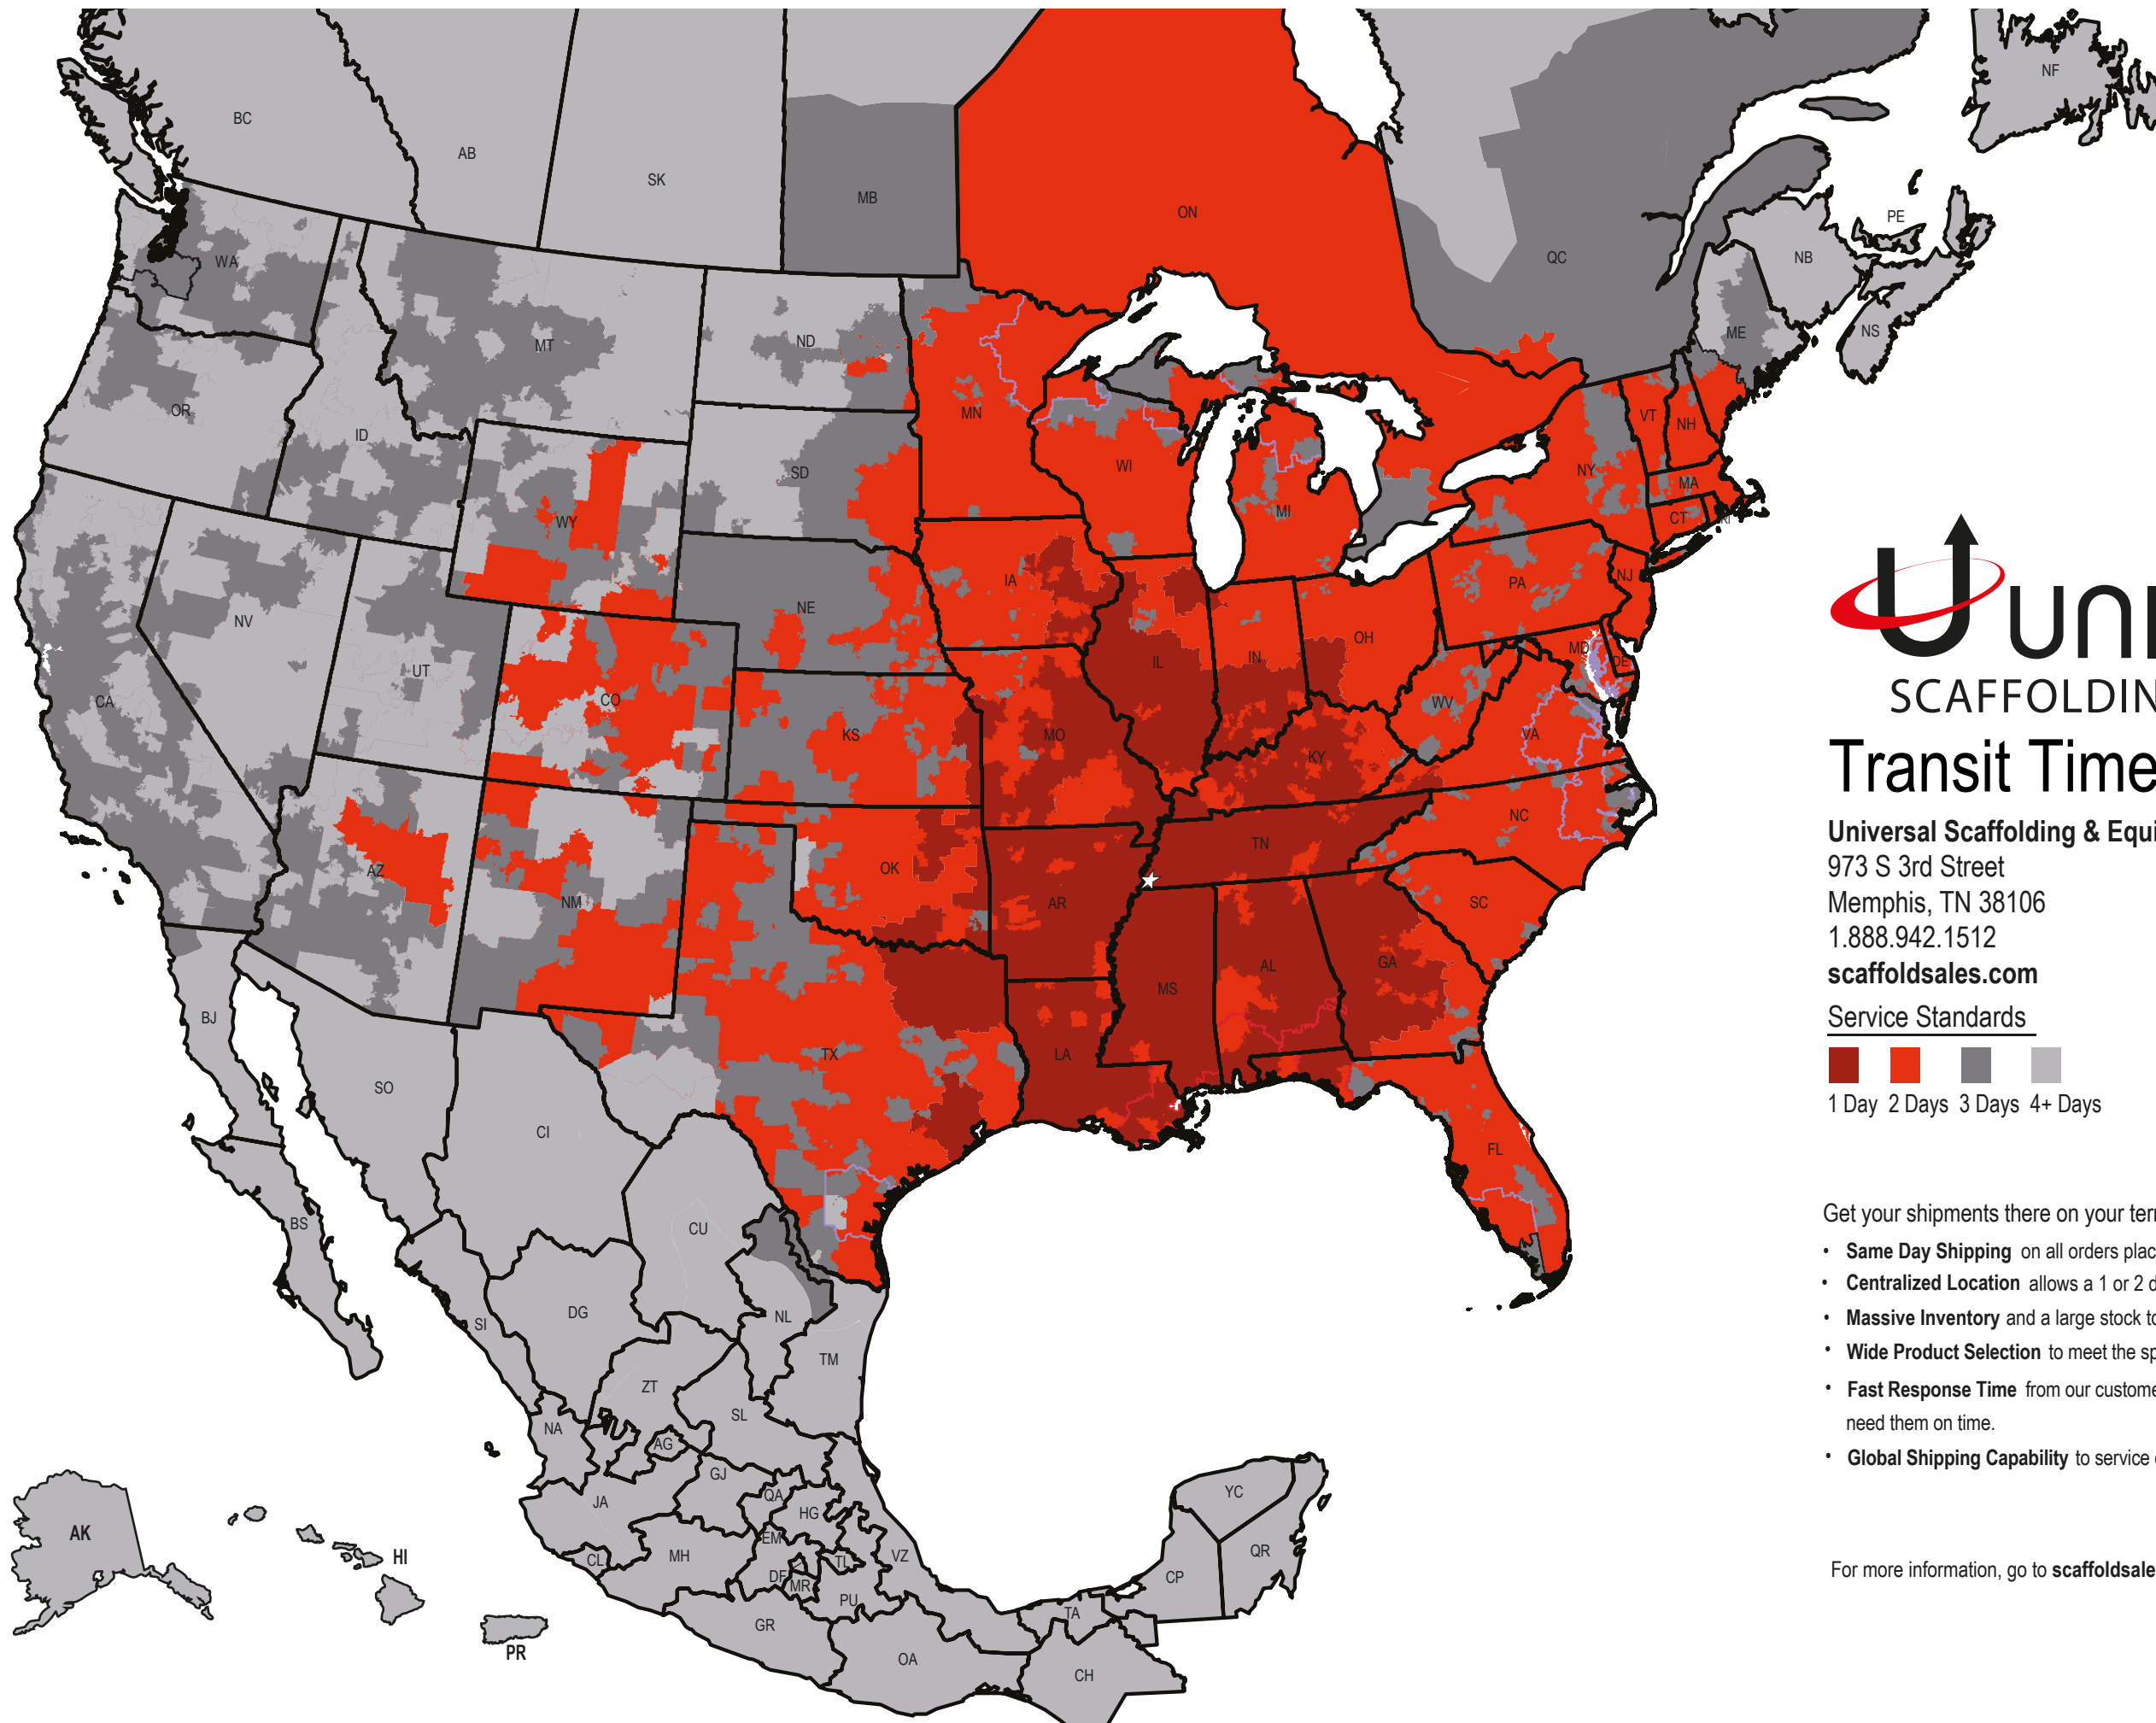 BC
AB
SK
MB
ON
QC
NF
PE
NB
NS
ME
WA
MT
ND
MN
OR
ID
SD
WI
MI
NY
VT
NH
MA
CT
RI
WY
IA
NE
PA
NJ
NV
UT
CO
IL
IN
OH
MD
DE
WV
CA
KS
MO
KY
VA
NC
AZ
NM
OK
AR
TN
SC
MS
AL
GA
TX
LA
FL
BJ
SO
CI
BS
CU
DG
SI
NL
TM
ZT
SL
NA
AG
GJ
JA
QA
HG
EM
CL
MH
DF
MR
TL
VZ
PU
GR
OA
TA
CH
CP
YC
QR
AK
HI
PR
UNI
SCAFFOLDIN
Transit Time
Universal Scaffolding & Equi
973 S 3rd Street
Memphis, TN 38106
1.888.942.1512
scaffoldsales.com
Service Standards
1 Day 2 Days 3 Days 4+ Days
Get your shipments there on your ter
• Same Day Shipping on all orders plac
• Centralized Location allows a 1 or 2 d
• Massive Inventory and a large stock to
• Wide Product Selection to meet the sp
• Fast Response Time from our custome
need them on time.
• Global Shipping Capability to service
For more information, go to scaffoldsale